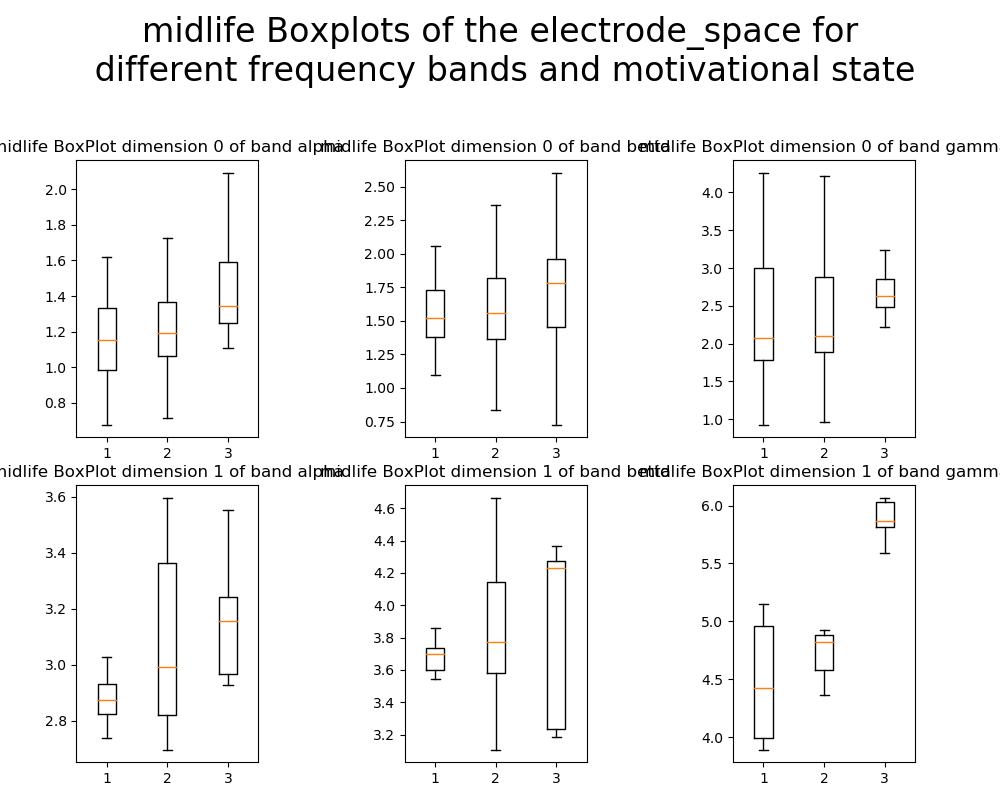 midlife Boxplots of the electrode_space for
different frequency bands and motivational state
midlife BoxPlot dimension 0 of band alpha
midlife BoxPlot dimension 0 of band betta
midlife BoxPlot dimension 0 of band gamma
2.0
1.8
1.6
1.4
1.2
1.0
0.8
1 2 3
2.50
2.25
2.00
1.75
1.50
1.25
1.00
0.75
1 2 3
4.0
3.5
3.0
2.5
2.0
1.5
1.0
1 2 3
midlife BoxPlot dimension 1 of band alpha
midlife BoxPlot dimension 1 of band betta
midlife BoxPlot dimension 1 of band gamma
3.6
3.4
3.2
3.0
2.8
1 2 3
4.6
4.4
4.2
4.0
3.8
3.6
3.4
3.2
1 2 3
6.0
5.5
5.0
4.5
4.0
1 2 3